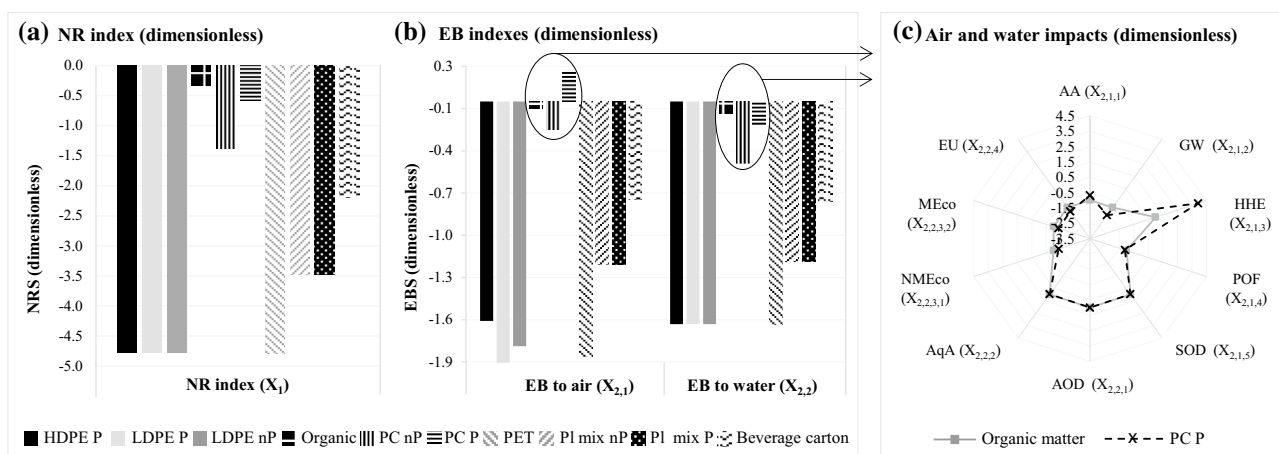 (a) NR index (dimensionless)
NRS (dimensionless)
0.0
-0.5
-1.0
-1.5
-2.0
-2.5
-3.0
-3.5
-4.0
-4.5
-5.0
NR index (X1)
(b) EB indexes (dimensionless)
EBS (dimensionless)
0.3
-0.1
-0.4
-0.7
-1.0
-1.3
-1.6
-1.9
EB to air (X2,1)
EB to water (X2,2)
HDPE P
LDPE P
LDPE nP
Organic
PC nP
PC P
PET
Pl mix nP
Pl mix P
Beverage carton
(c) Air and water impacts (dimensionless)
AA (X2,1,1)
GW (X2,1,2)
HHE
(X2,1,3)
POF
(X2,1,4)
SOD (X2,1,5)
AOD (X2,2,1)
AqA (X2,2,2)
NMEco
(X2,2,3,1)
MEco
(X2,2,3,2)
EU (X2,2,4)
4.5
3.5
2.5
1.5
0.5
-0.5
-1.5
-2.5
-3.5
Organic matter
PC P